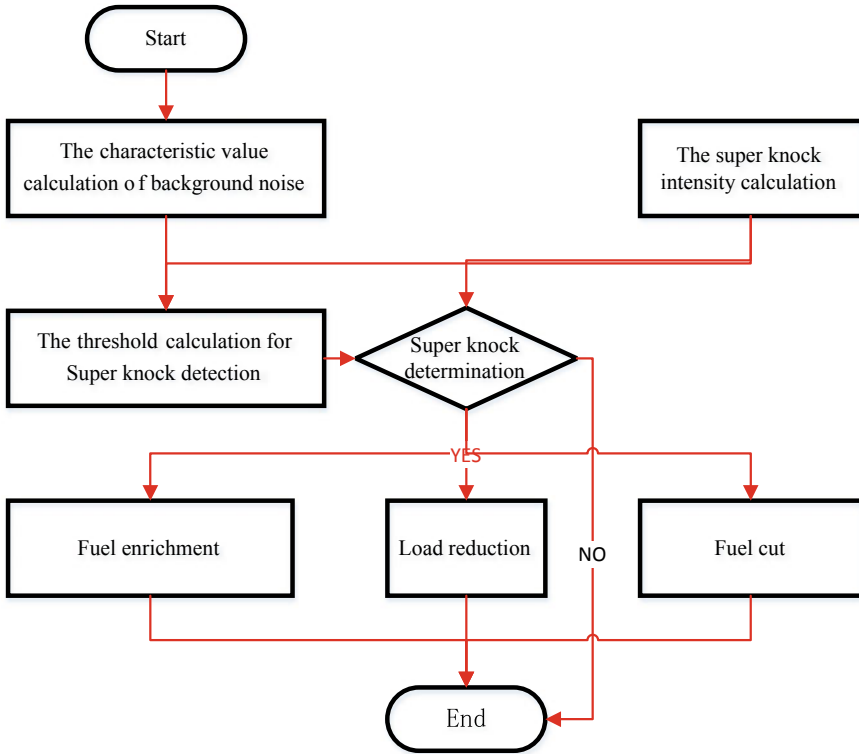 Start
The characteristic value
calculation of background noise
The super knock
intensity calculation
The threshold calculation for
Super knock detection
Super knock
determination
YES
Fuel enrichment
Load reduction
NO
Fuel cut
End